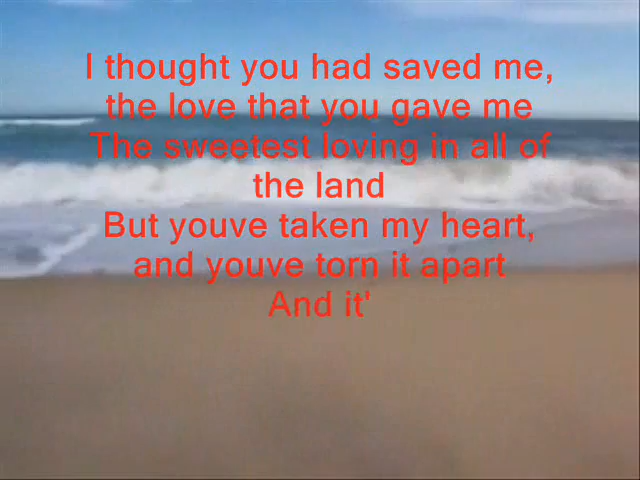 I thought you had saved me,
the love that you gave me
The sweetest loving in all of
the land
But youve taken my heart,
and youve torn it apart
And it'